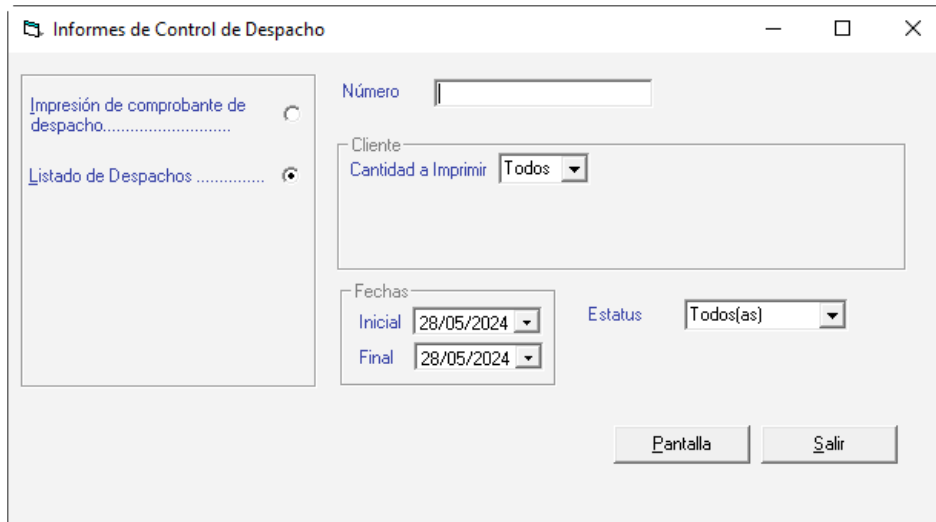 Informes de Control de Despacho
Impresión de comprobante de
despacho............................
Listado de Despachos ...............
Número
Cliente
Cantidad a Imprimir Todos
Fechas
Inicial 28/05/2024
Final 28/05/2024
Estatus Todos(as)
Pantalla Salir